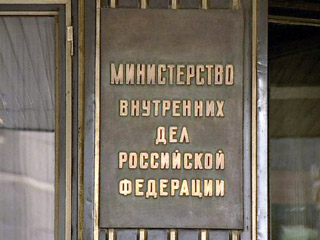 МИНИСТЕРСТВО
ВНУТРЕННИХ
ДЕЛ
РОССИЙСКОЙ
ФЕДЕРАЦИИ